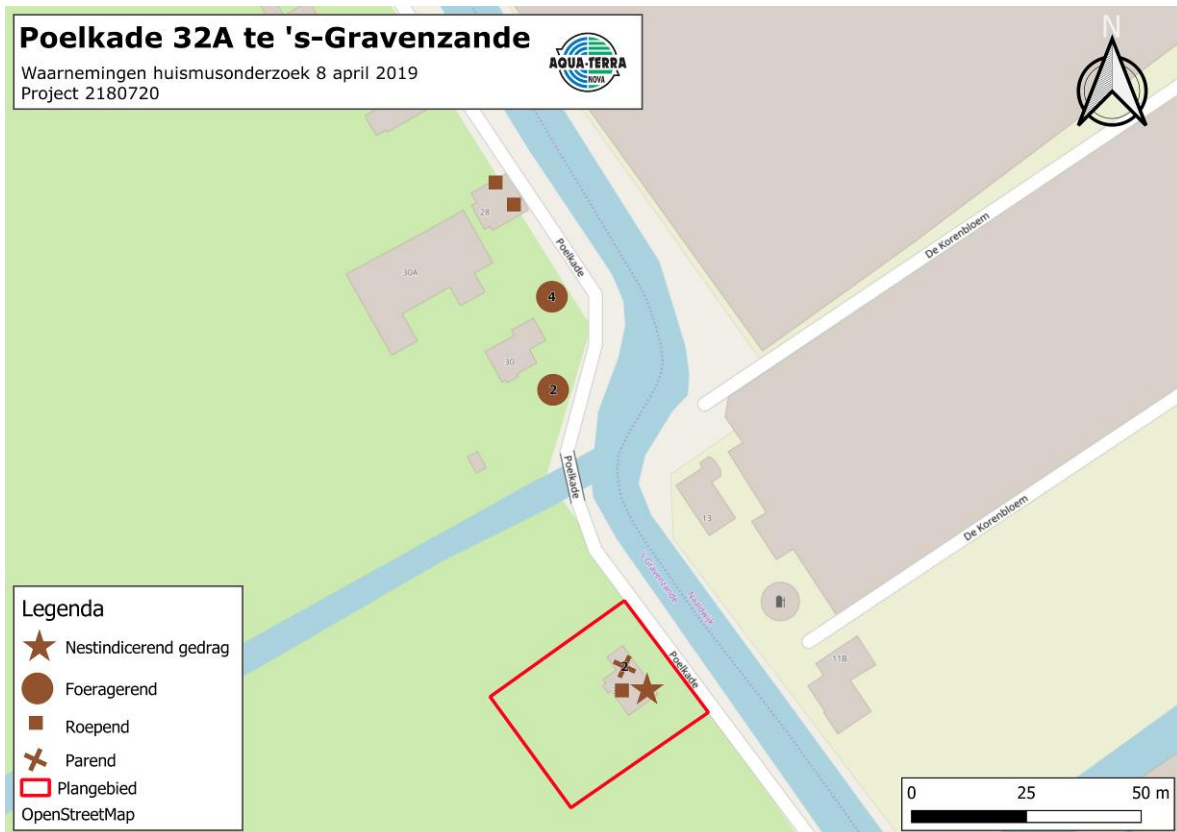 Poelkade 32A te 's-Gravenzande
Waarnemingen huismusonderzoek 8 april 2019
Project 2180720
AQUA-TERRA
NOVA
N
28
Poelkade
De Korenbloem
30A
4
30
2
Poelkade
De Korenbloem
13
's Gravenzande
Naaldwijk
2
Poelkade
11B
Legenda
Nestindicerend gedrag
Foeragerend
Roepend
Parend
Plangebied
OpenStreetMap
0 25 50 m